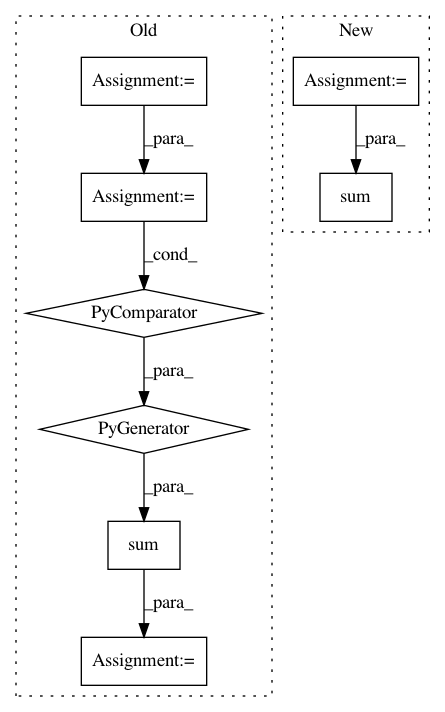 Old
New
Assignment:=
Assignment:=
_para_
_para_
Assignment:=
sum
_cond_
PyComparator
_para_
PyGenerator
_para_
sum
_para_
Assignment:=